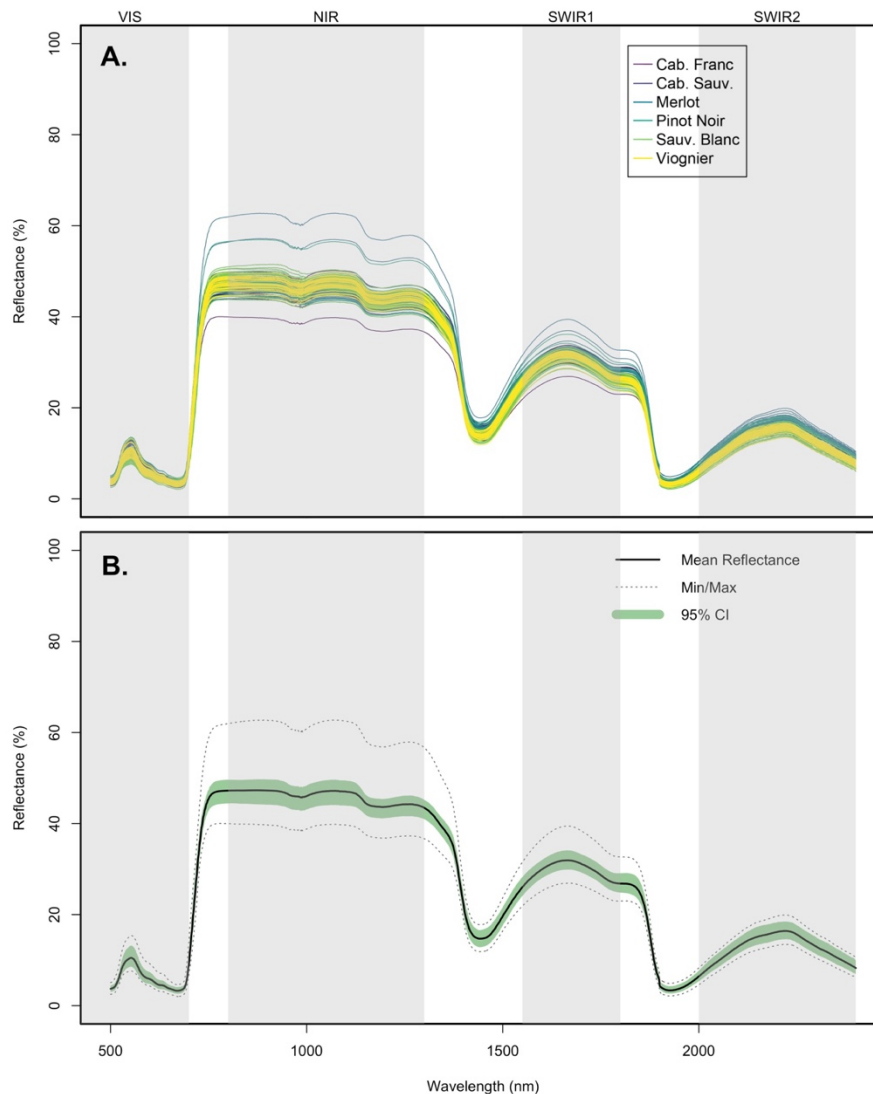 VIS NIR SWIR1 SWIR2
A.
100
80
60
40
20
0
Reflectance (%)
Cab. Franc
Cab. Sauv.
Merlot
Pinot Noir
Sauv. Blanc
Viognier
B.
100
80
60
40
20
0
Reflectance (%)
Mean Reflectance
Min/Max
95% CI
500 1000 1500 2000
Wavelength (nm)